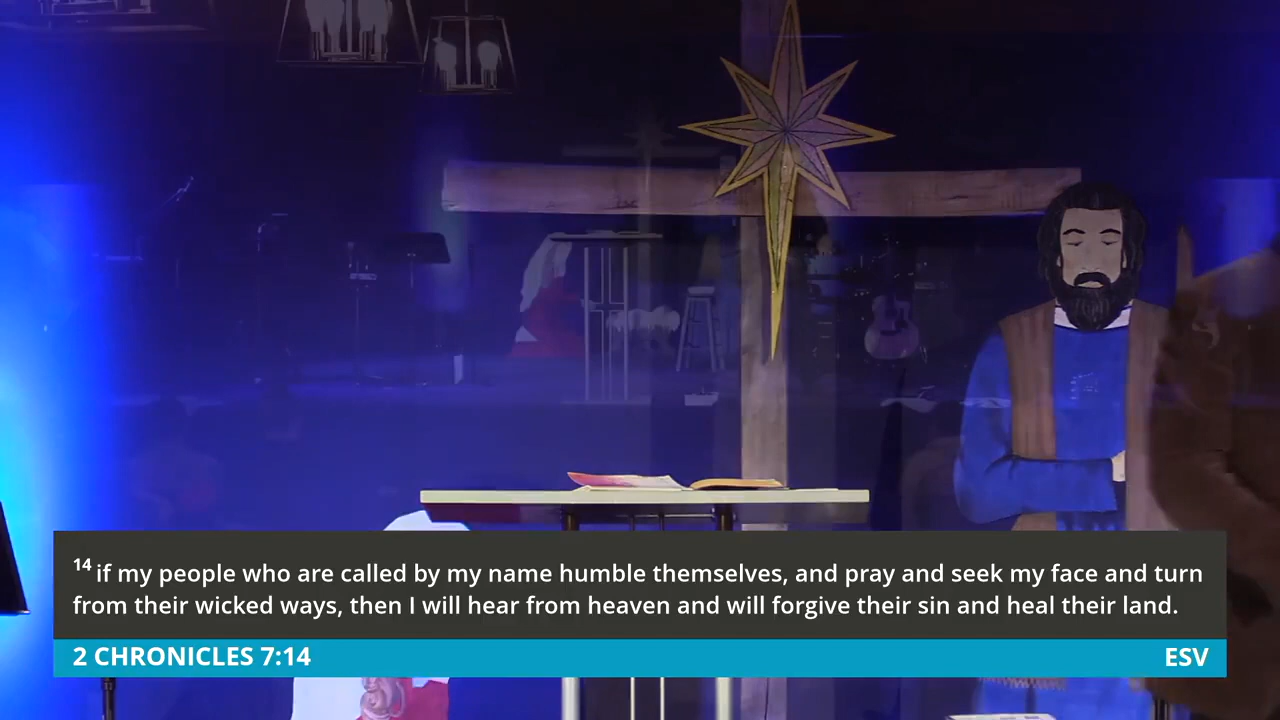 14 if my people who are called by my name humble themselves, and pray and seek my face and turn
from their wicked ways, then I will hear from heaven and will forgive their sin and heal their land.
2 CHRONICLES 7:14 ESV